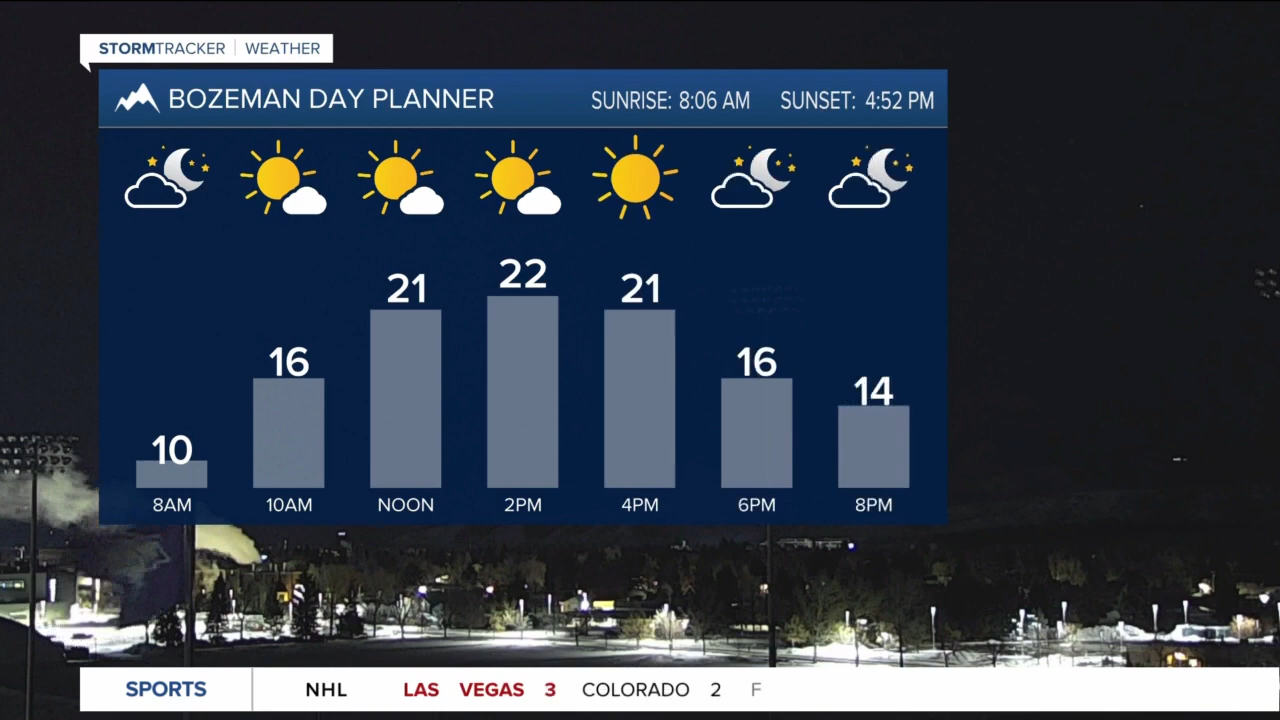 STORMTRACKER WEATHER
BOZEMAN DAY PLANNER SUNRISE: 8:06 AM SUNSET: 4:52 PM
10 16 21 22 21 16 14
8AM 10AM NOON 2PM 4PM 6PM 8PM
SPORTS NHL LAS VEGAS 3 COLORADO 2 F